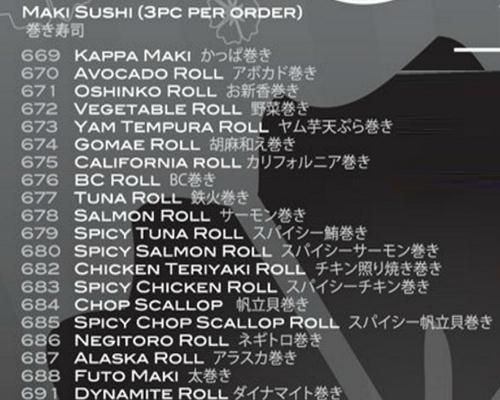 MAKI SUSHI (3PC PER ORDER)
巻き寿司
669 KAPPA MAKI かっぱ巻き
670 AVOCADO ROLL アボカド巻き
671 OSHINKO ROLL お新香巻き
672 VEGETABLE ROLL 野菜巻き
673 YAM TEMPURA ROLL ヤム芋天ぷら巻き
674 GOMAE ROLL 胡麻和え巻き
675 CALIFORNIA ROLL カリフォルニア巻き
676 BC ROLL BC巻き
677 TUNA ROLL 鉄火巻き
678 SALMON ROLL サーモン巻き
679 SPICY TUNA ROLL スパイシー鮪巻き
680 SPICY SALMON ROLL スパイシーサーモン巻き
682 CHICKEN TERIYAKI ROLL チキン照り焼き巻き
683 SPICY CHICKEN ROLL スパイシーチキン巻き
684 CHOP SCALLOP 帆立貝巻き
685 SPICY CHOP SCALLOP ROLL スパイシー帆立貝巻き
686 NEGITORO ROLL ネギトロ巻き
687 ALASKA ROLL アラスカ巻き
688 FUTO MAKI 太巻き
691 DYNAMITE ROLL ダイナマイト巻き